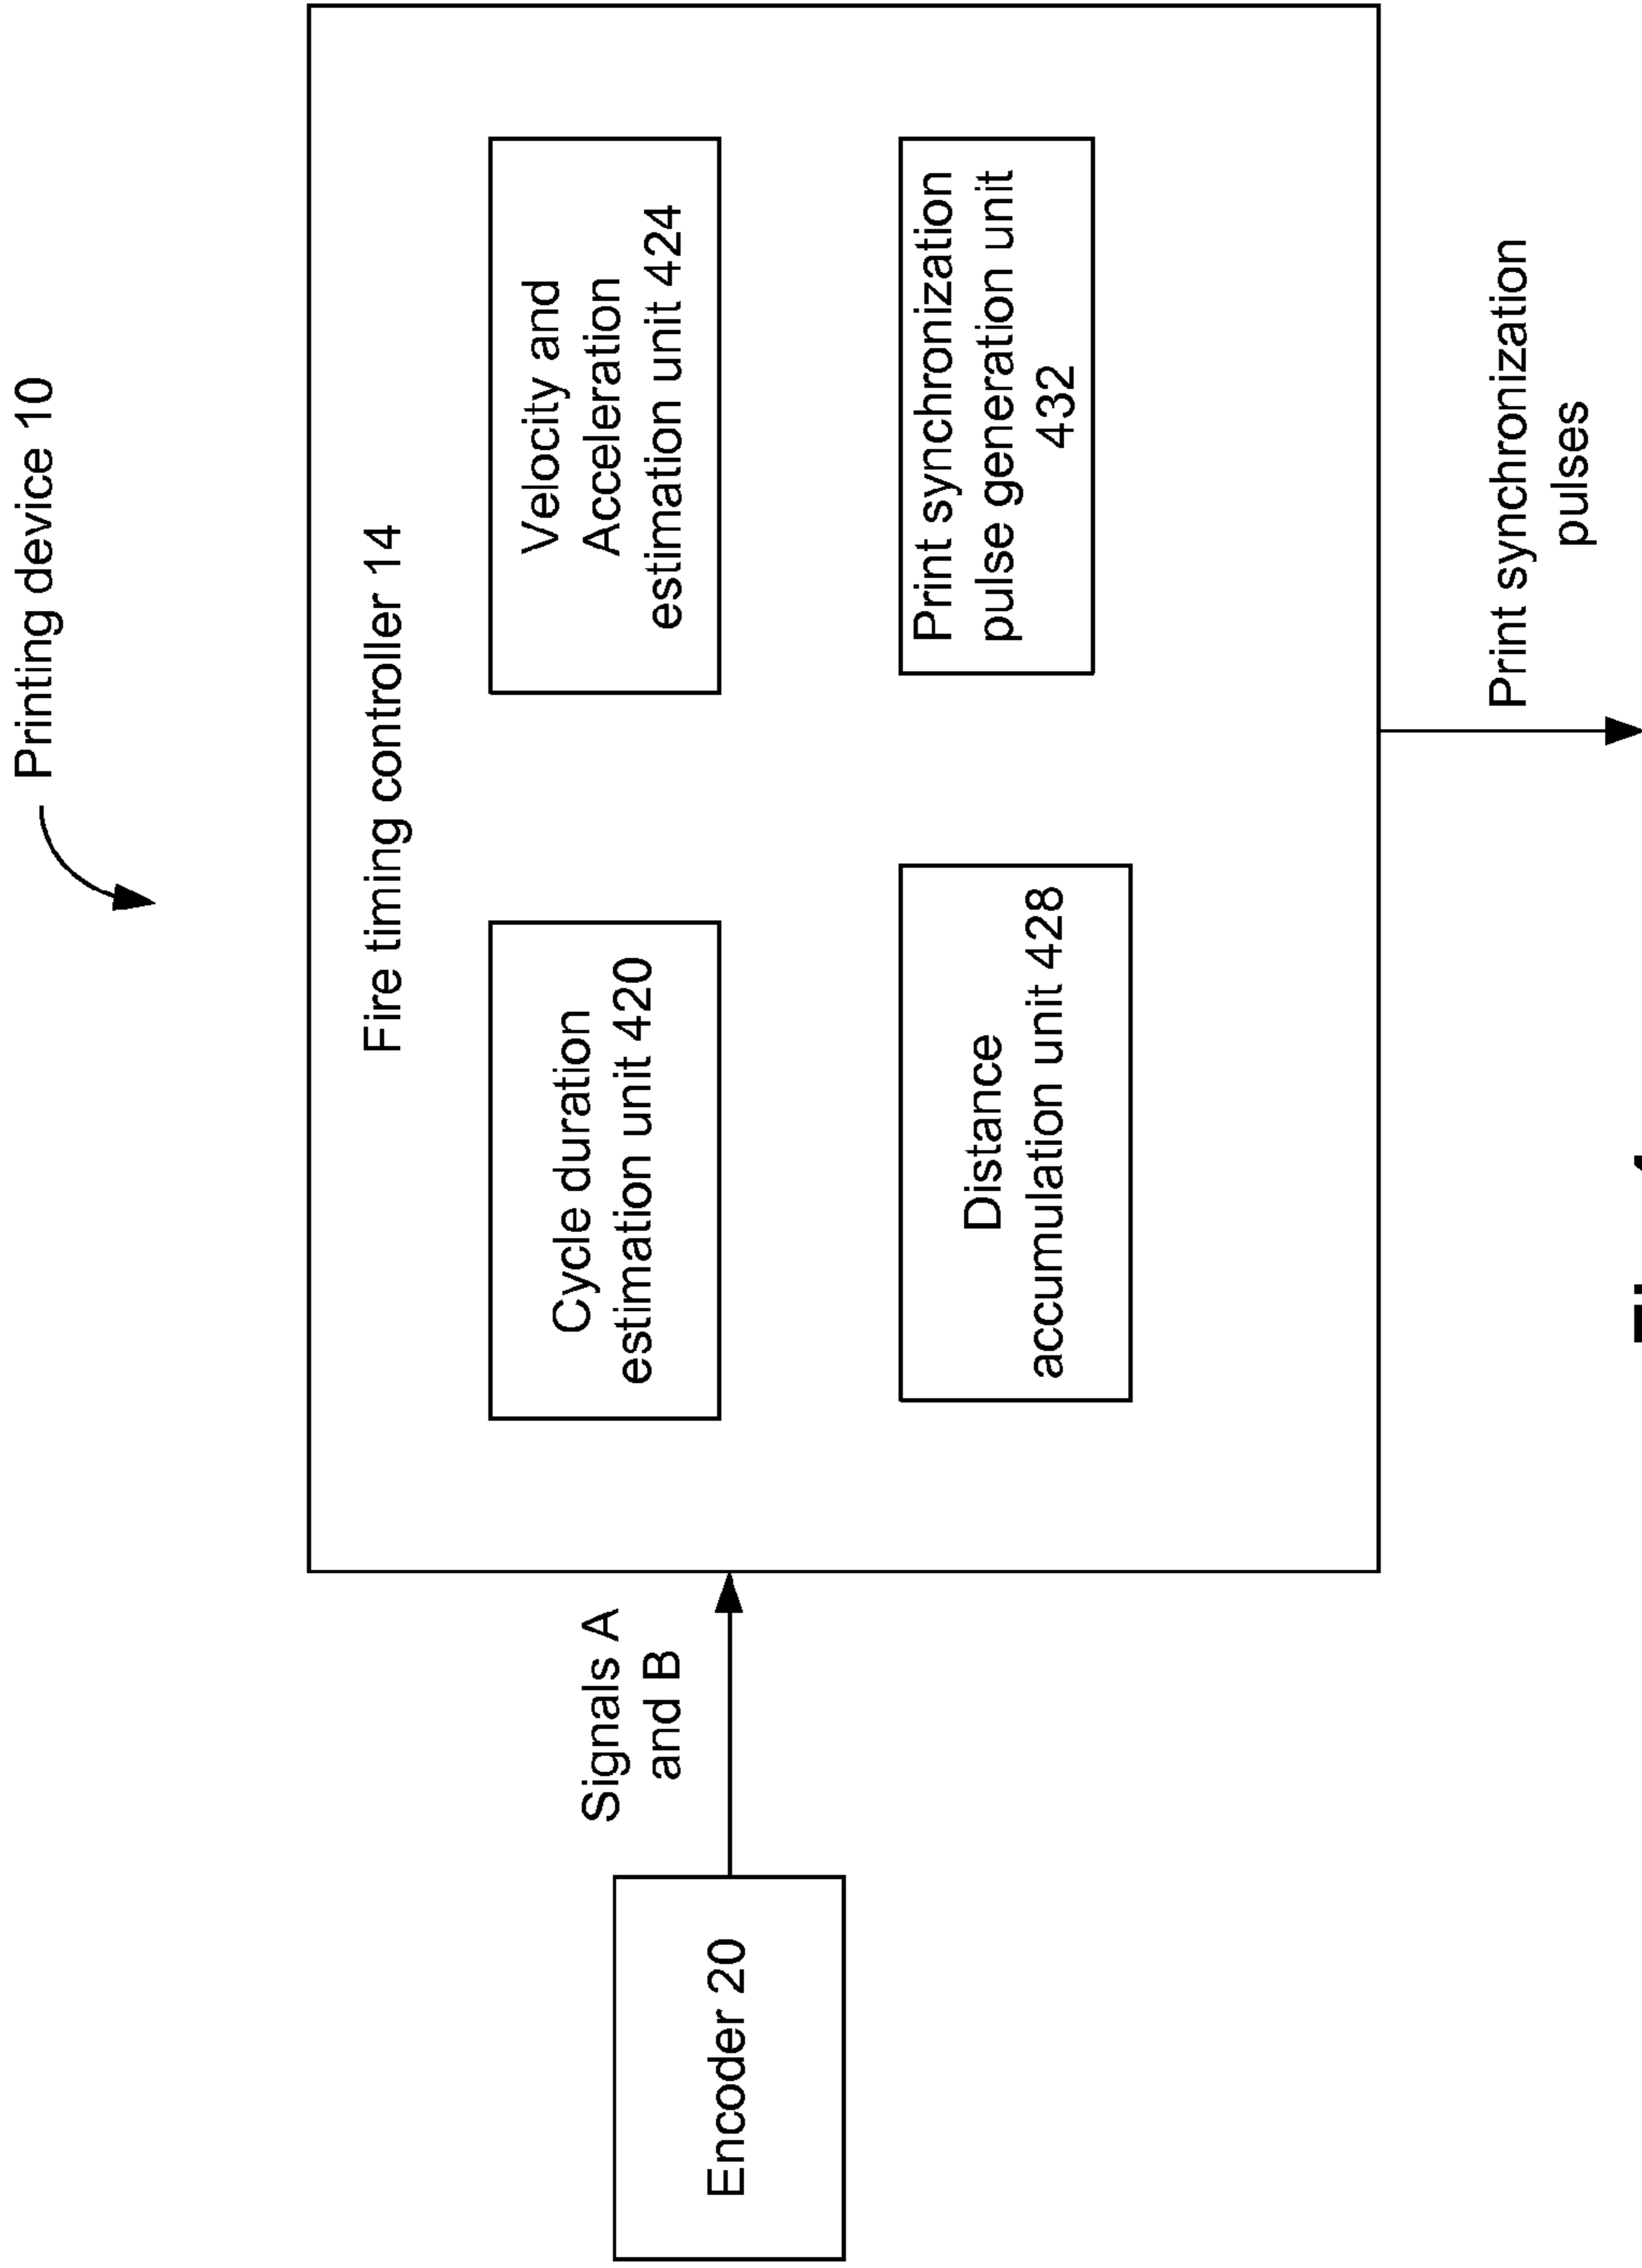 Printing device 10
Fire timing controller 14
Cycle duration
estimation unit 420
Velocity and
Acceleration
estimation unit 424
Signals A
and B
Encoder 20
Distance
accumulation unit 428
Print synchronization
pulse generation unit
432
Print synchronization
pulses